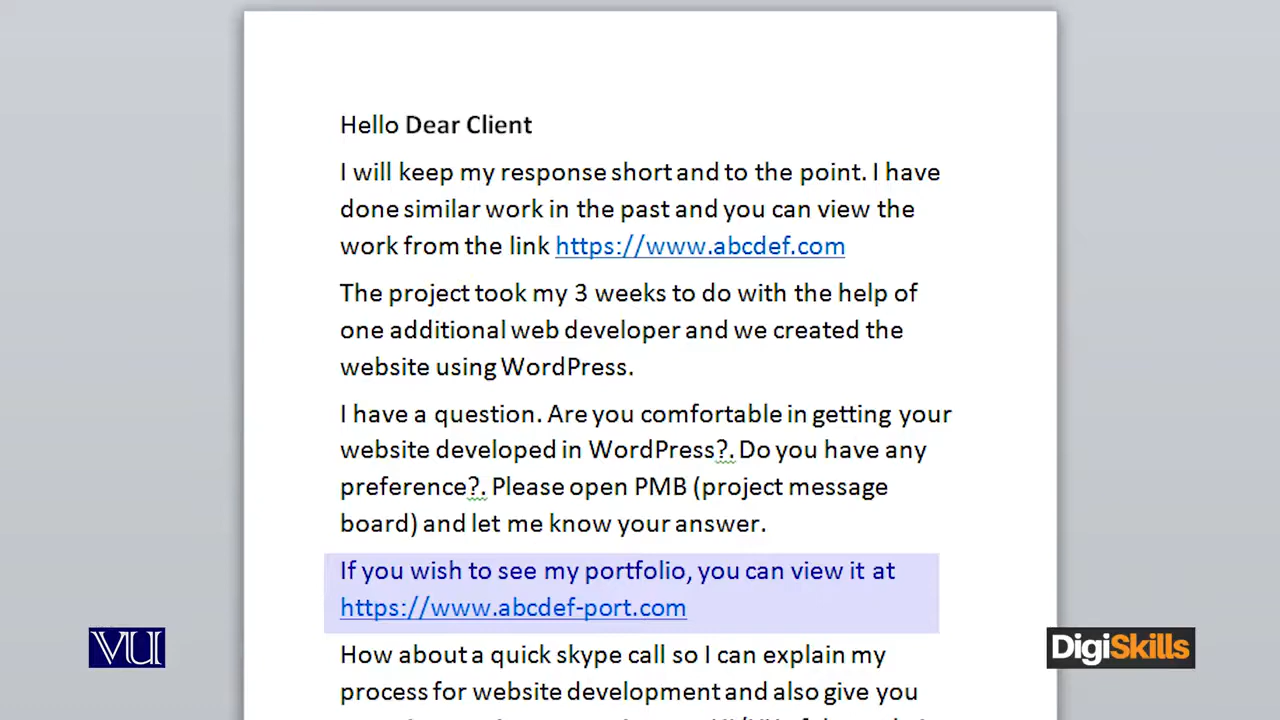 Hello Dear Client
I will keep my response short and to the point. I have
done similar work in the past and you can view the
work from the link https://www.abcdef.com
The project took my 3 weeks to do with the help of
one additional web developer and we created the
website using WordPress.
I have a question. Are you comfortable in getting your
website developed in WordPress?. Do you have any
preference?. Please open PMB (project message
board) and let me know your answer.
If you wish to see my portfolio, you can view it at
https://www.abcdef-port.com
How about a quick skype call so I can explain my
process for website development and also give you
VU
DigiSkills